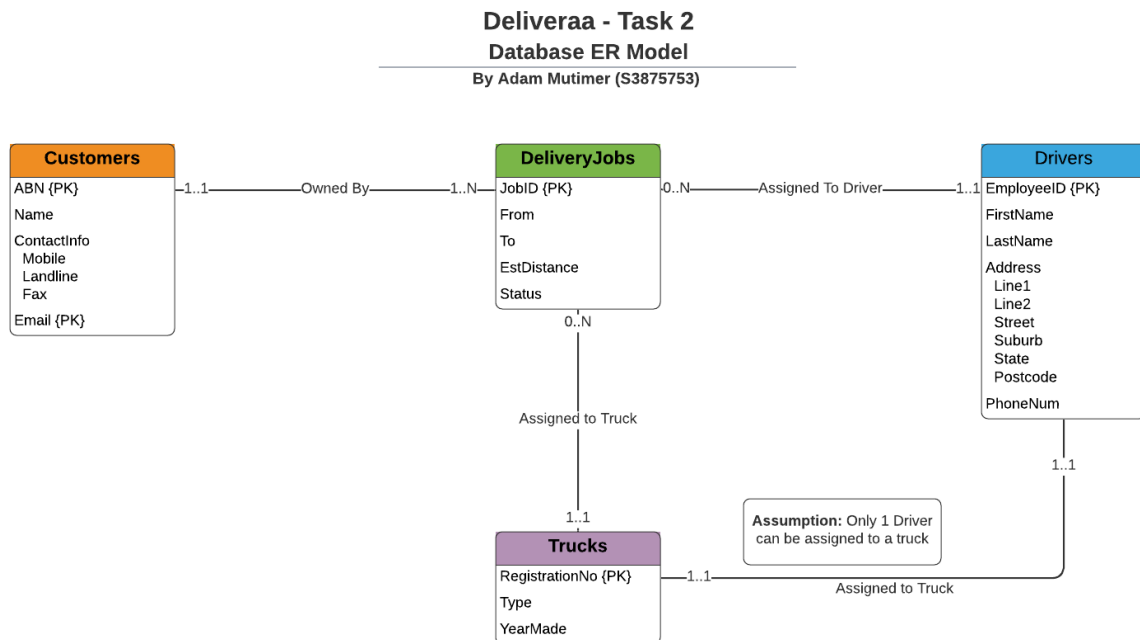 Deliveraa - Task 2
Database ER Model
By Adam Mutimer (S3875753)
Customers
ABN {PK}
Name
ContactInfo
Mobile
Landline
Fax
Email {PK}
1..1
Owned By
1..N
DeliveryJobs
JobID {PK}
From
To
EstDistance
Status
0..N
Assigned To Driver
1..1
Drivers
EmployeeID {PK}
FirstName
LastName
Address
Line1
Line2
Street
Suburb
State
Postcode
PhoneNum
0..N
Assigned to Truck
1..1
Trucks
RegistrationNo {PK}
Type
YearMade
1..1
Assumption: Only 1 Driver
can be assigned to a truck
1..1
Assigned to Truck